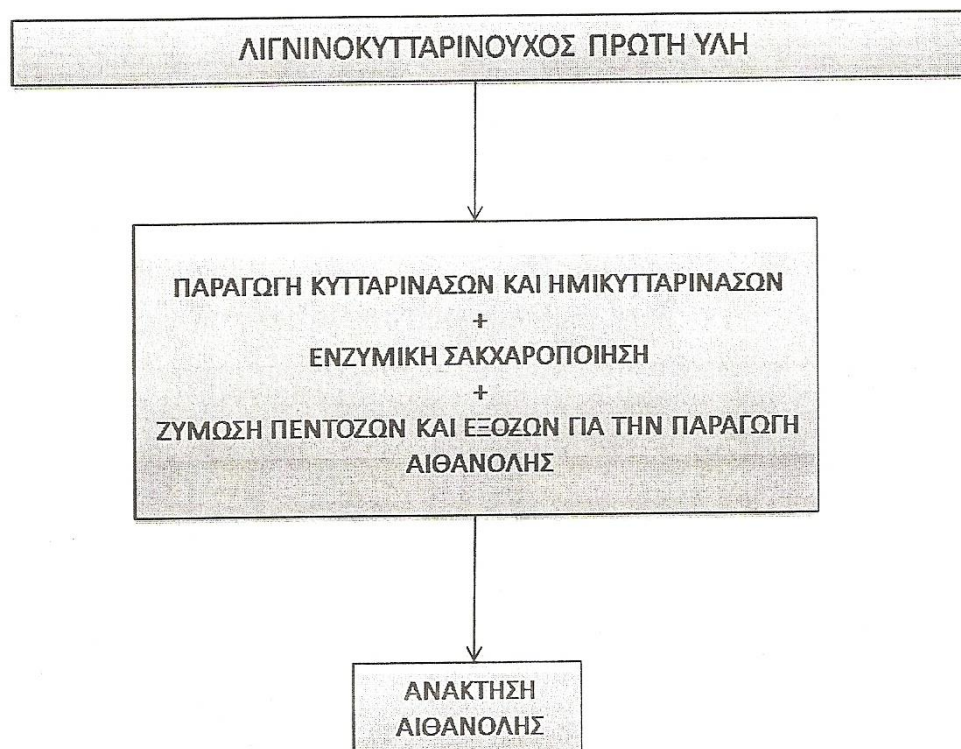 ΛΙΓΝΙΝΟΚΥΤΤΑΡΙΝΟΥΧΟΣ ΠΡΩΤΗ ΥΛΗ
ΠΑΡΑΓΩΓΗ ΚΥΤΤΑΡΙΝΑΣΩΝ ΚΑΙ ΗΜΙΚΥΤΤΑΡΙΝΑΣΩΝ
+
ΕΝΖΥΜΙΚΗ ΣΑΚΧΑΡΟΠΟΙΗΣΗ
+
ΖΥΜΩΣΗ ΠΕΝΤΟΖΩΝ ΚΑΙ ΕΞΟΖΩΝ ΓΙΑ ΤΗΝ ΠΑΡΑΓΩΓΗ
ΑΙΘΑΝΟΛΗΣ
ΑΝΑΚΤΗΣΗ
ΑΙΘΑΝΟΛΗΣ